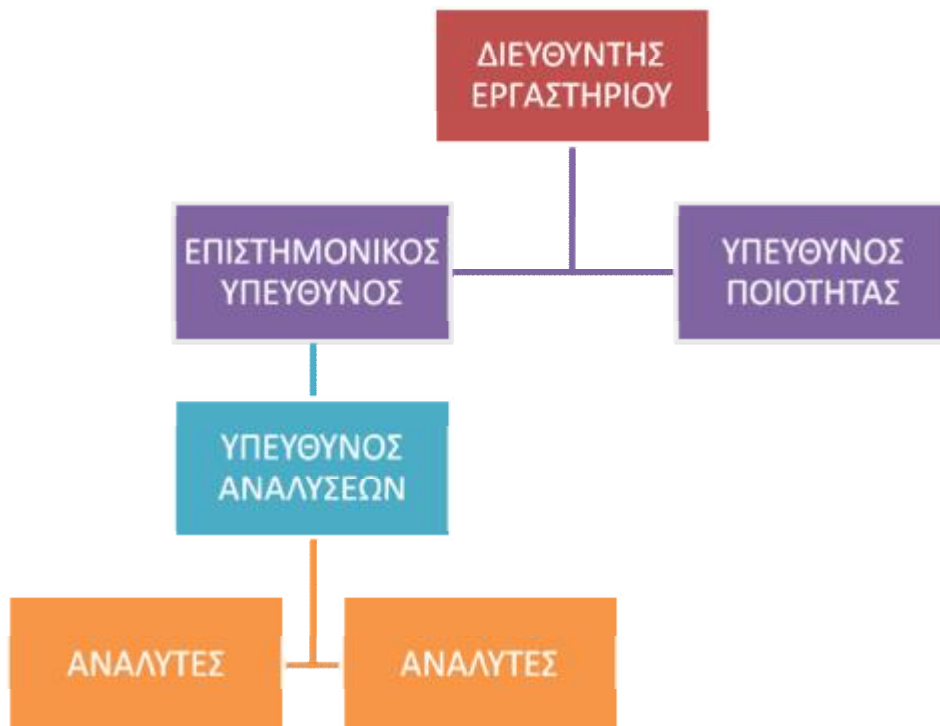 ΔΙΕΥΘΥΝΤΗΣ
ΕΡΓΑΣΤΗΡΙΟΥ
ΕΠΙΣΤΗΜΟΝΙΚΟΣ
ΥΠΕΥΘΥΝΟΣ
ΥΠΕΥΘΥΝΟΣ
ΠΟΙΟΤΗΤΑΣ
ΥΠΕΥΘΥΝΟΣ
ΑΝΑΛΥΣΕΩΝ
ΑΝΑΛΥΤΕΣ
ΑΝΑΛΥΤΕΣ